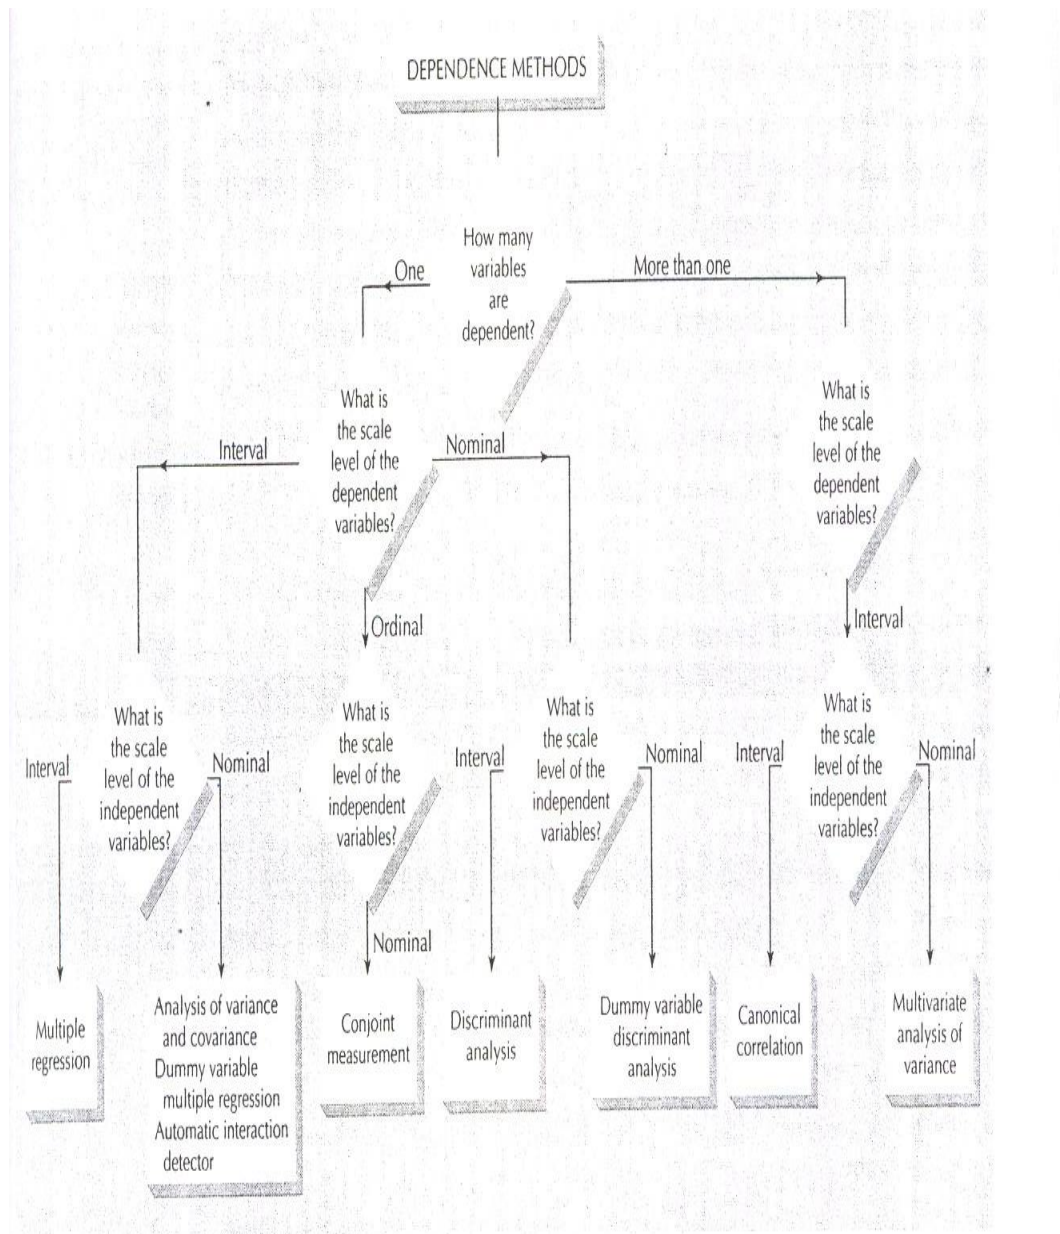 DEPENDENCE METHODS
How many
variables
are
dependent?
One
More than one
What is
the scale
level of the
dependent
variables?
Interval
Nominal
Ordinal
What is
the scale
level of the
dependent
variables?
Interval
What is
the scale
level of the
independent
variables?
Interval
Nominal
What is
the scale
level of the
independent
variables?
Nominal
What is
the scale
level of the
independent
variables?
Interval
Nominal
What is
the scale
level of the
independent
variables?
Interval
Nominal
Multiple
regression
Analysis of variance
and covariance
Dummy variable
multiple regression
Automatic interaction
detector
Conjoint
measurement
Discriminant
analysis
Dummy variable
discriminant
analysis
Canonical
correlation
Multivariate
analysis of
variance